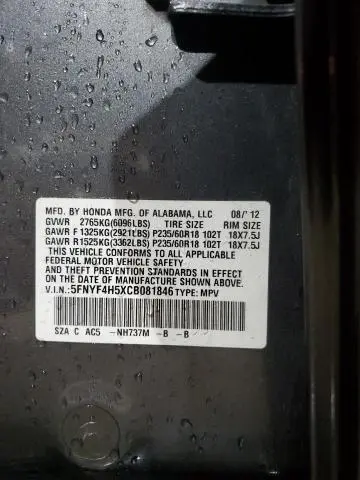 MFD. BY HONDA MFG. OF ALABAMA, LLC 08/'12
GVWR 2765KG(6096LBS) TIRE SIZE RIM SIZE
GAWR F 1325KG(2921LBS) P235/60R18 102T 18X7.5J
GAWR R 1525KG(3362LBS) P235/60R18 102T 18X7.5J
THIS VEHICLE CONFORMS TO ALL APPLICABLE
FEDERAL MOTOR VEHICLE SAFETY AND
THEFT PREVENTION STANDARDS IN EFFECT
ON THE DATE OF MANUFACTURE SHOWN ABOVE.
V.I.N.: 5FNYF4H5XCB081846 TYPE: MPV
SZA C AC5 -NH737M -B -B